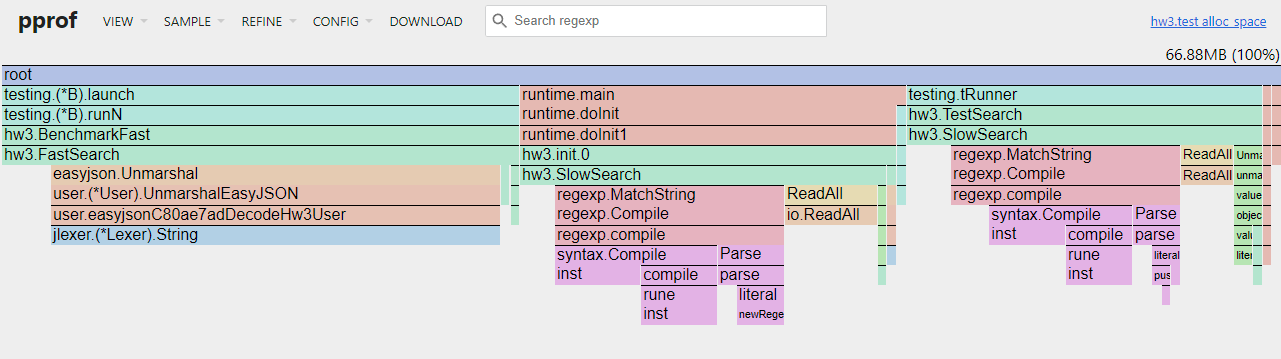 pprof VIEW SAMPLE REFINE CONFIG DOWNLOAD Search regexp hw3.test alloc_space
66.88MB (100%)
root
testing.(*B).launch runtime.main testing.tRunner
testing.(*B).runN runtime.doInit hw3.TestSearch
hw3.BenchmarkFast runtime.doInit1 hw3.SlowSearch
hw3.FastSearch hw3.init.0 regexp.MatchString ReadAll Unma
easyjson.Unmarshal hw3.SlowSearch regexp.Compile ReadAll unma
user.(*User).UnmarshalEasyJSON regexp.MatchString ReadAll regexp.compile value
user.easyjsonC80ae7adDecodeHw3User regexp.Compile io.ReadAll syntax.Compile Parse objec
jlexer.(*Lexer).String regexp.compile inst compile parse valu
syntax.Compile Parse rune literal liter
inst compile parse inst pus
rune literal
inst newRege